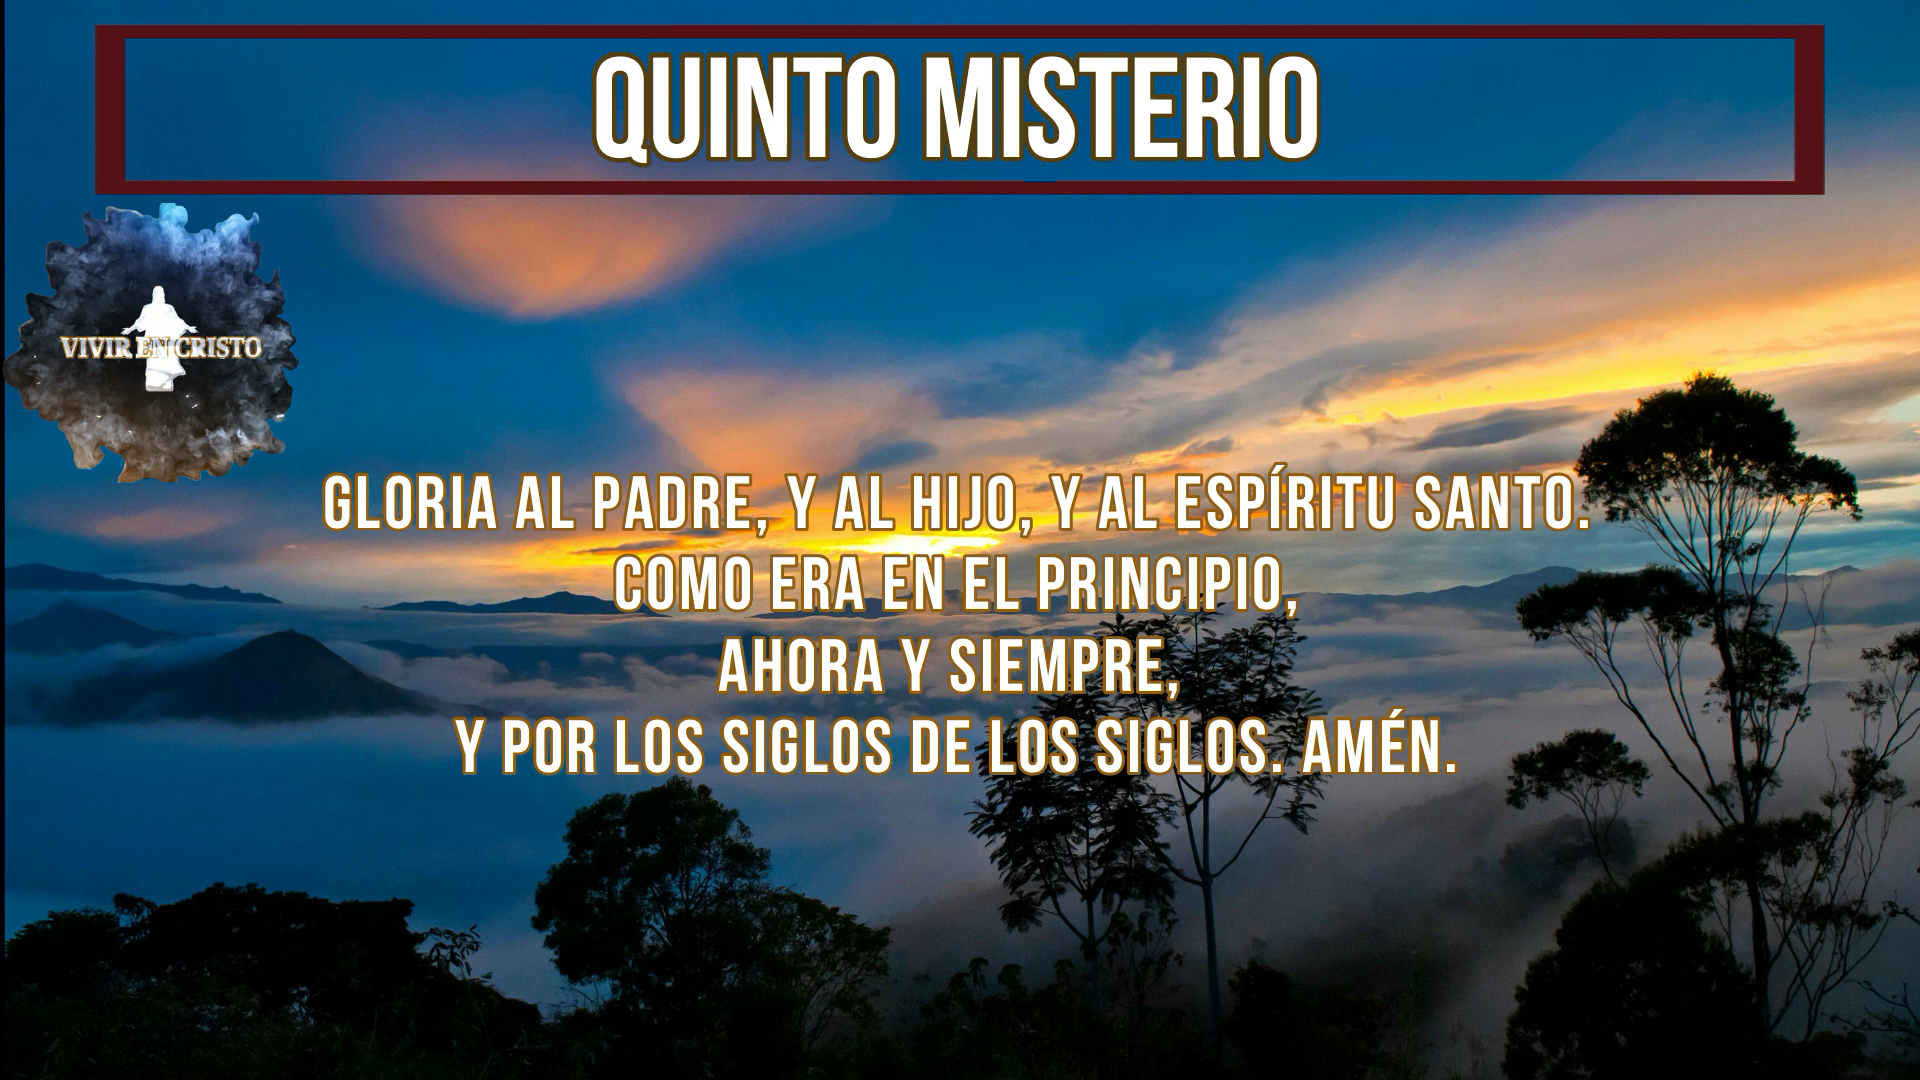 QUINTO MISTERIO
VIVIR EN CRISTO
GLORIA AL PADRE, Y AL HIJO, Y AL ESPÍRITU SANTO.
COMO ERA EN EL PRINCIPIO,
AHORA Y SIEMPRE,
Y POR LOS SIGLOS DE LOS SIGLOS. AMÉN.